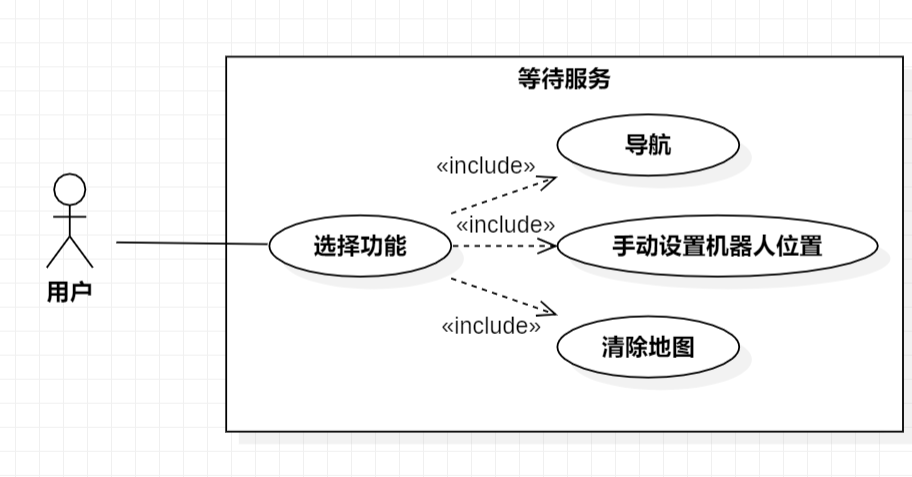 等待服务
导航
«include»
«include»
选择功能
手动设置机器人位置
用户
«include»
清除地图